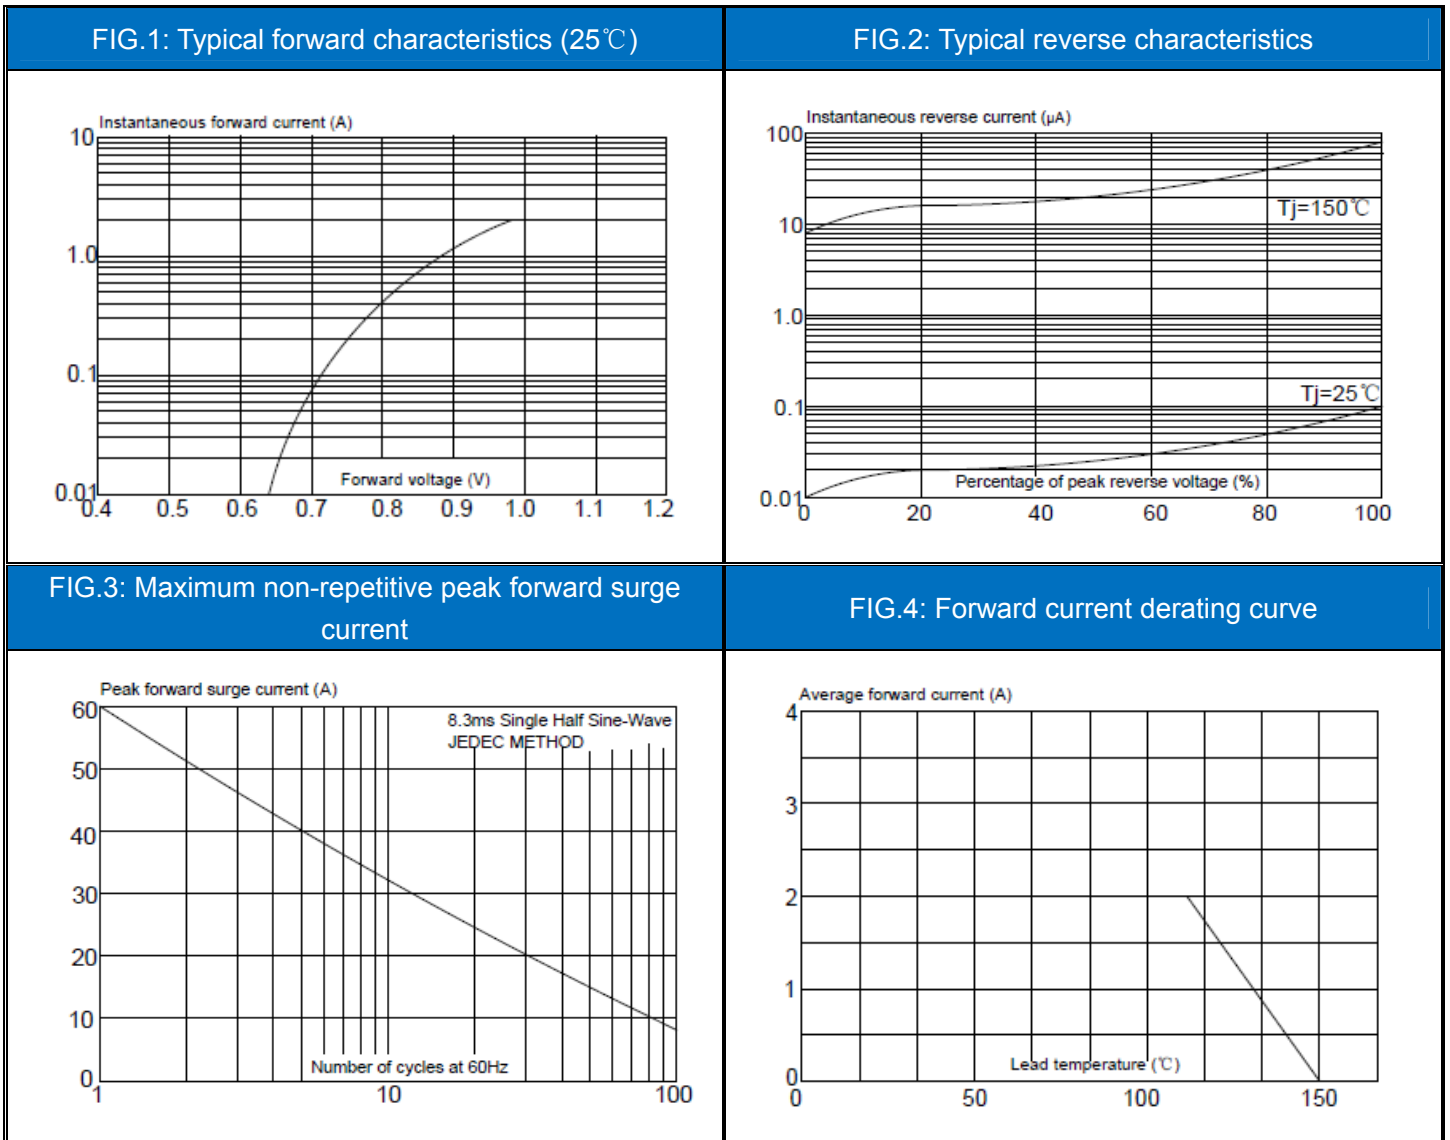 FIG.1: Typical forward characteristics (25℃)
FIG.2: Typical reverse characteristics
Instantaneous forward current (A)
10
1.0
0.1
0.01
Forward voltage (V)
0.4 0.5 0.6 0.7 0.8 0.9 1.0 1.1 1.2
Instantaneous reverse current (μA)
100
Tj=150℃
10
1.0
Tj=25℃
0.1
Percentage of peak reverse voltage (%)
0.01
0 20 40 60 80 100
FIG.3: Maximum non-repetitive peak forward surge
current
FIG.4: Forward current derating curve
Peak forward surge current (A)
60
8.3ms Single Half Sine-Wave
JEDEC METHOD
50
40
30
20
10
Number of cycles at 60Hz
0
1 10 100
Average forward current (A)
4
3
2
1
Lead temperature (℃)
0
0 50 100 150